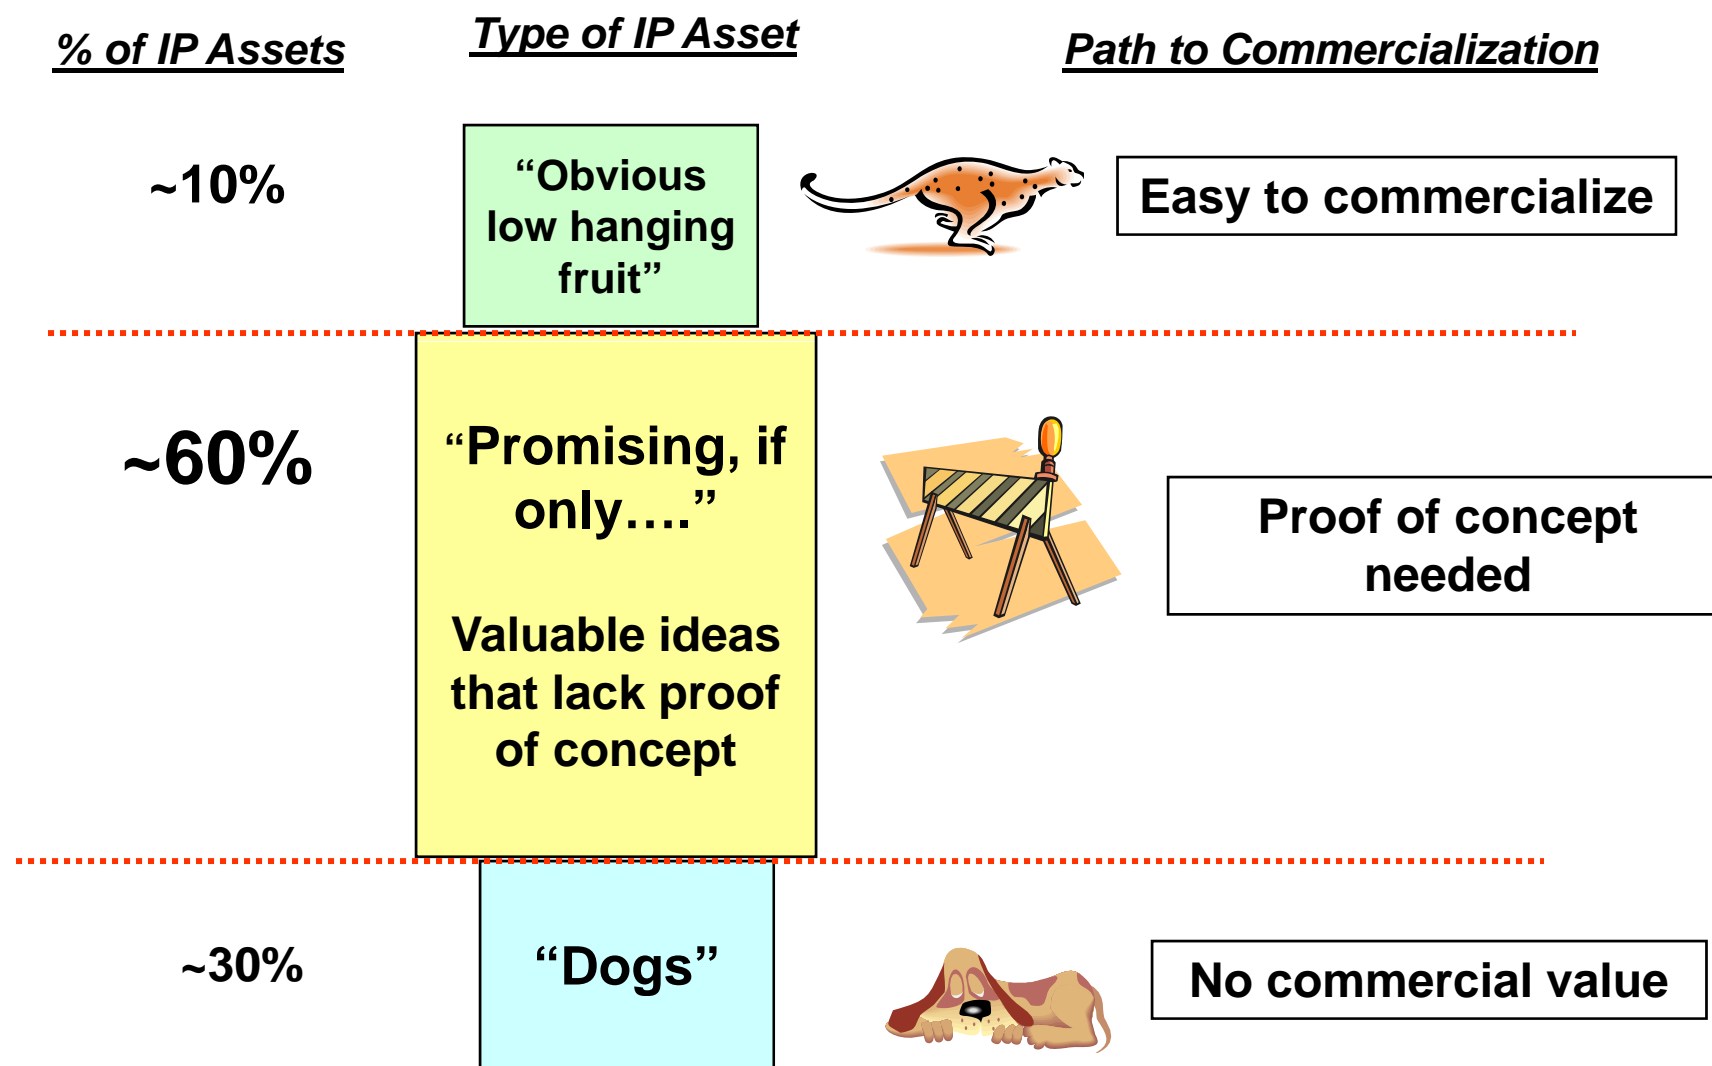 % of IP Assets
Type of IP Asset
Path to Commercialization
~10%
“Obvious
low hanging
fruit”
Easy to commercialize
~60%
“Promising, if
only….”
Valuable ideas
that lack proof
of concept
Proof of concept
needed
~30%
“Dogs”
No commercial value